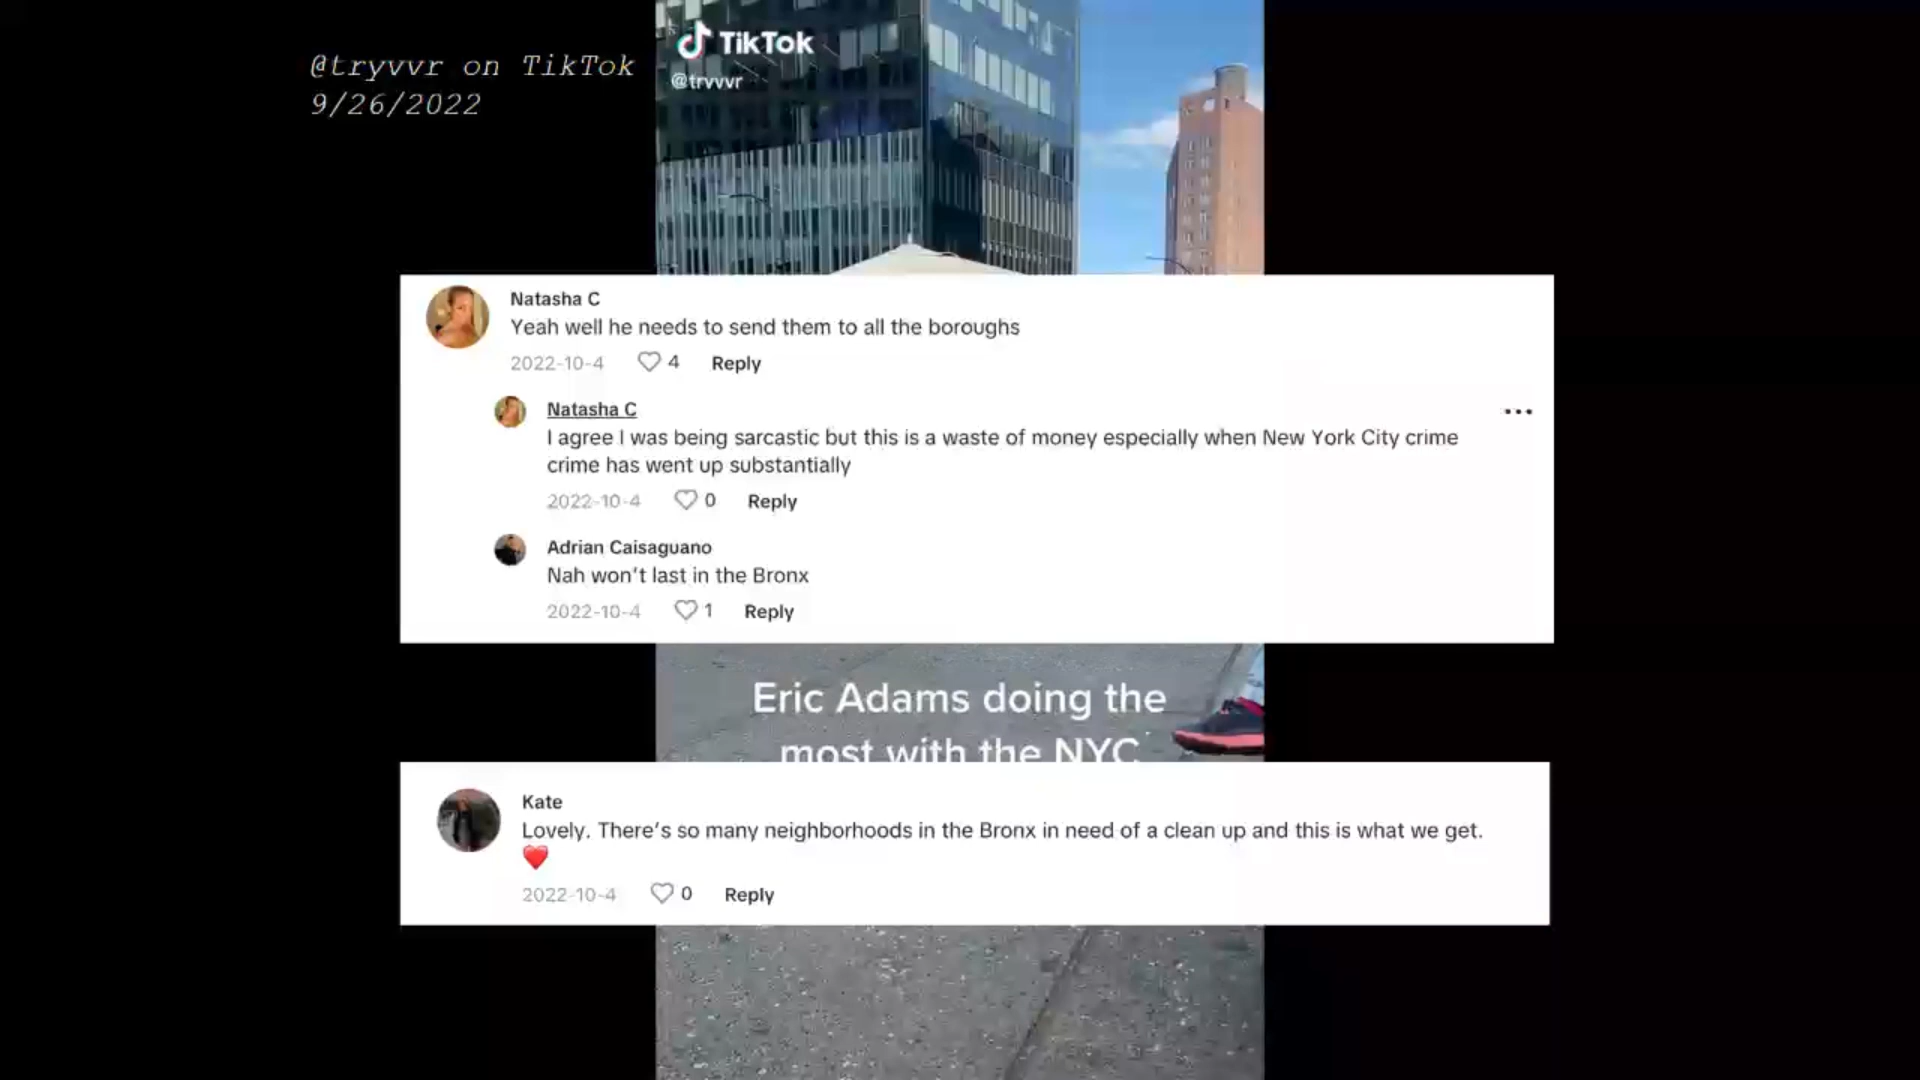 @tryvvr on TikTok
9/26/2022
TikTok
@tryvvr
Natasha C
Yeah well he needs to send them to all the boroughs
2022-10-4 4 Reply
Natasha C
I agree I was being sarcastic but this is a waste of money especially when New York City crime
crime has went up substantially
2022-10-4 0 Reply
Adrian Caisaguano
Nah won't last in the Bronx
2022-10-4 1 Reply
Eric Adams doing the
most with the NYC
Kate
Lovely. There's so many neighborhoods in the Bronx in need of a clean up and this is what we get.
❤️
2022-10-4 0 Reply